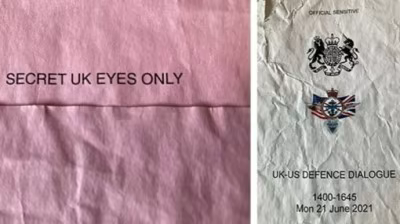 SECRET UK EYES ONLY
OFFICIAL SENSITIVE
UK-US DEFENCE DIALOGUE
1400-1645
Mon 21 June 2021